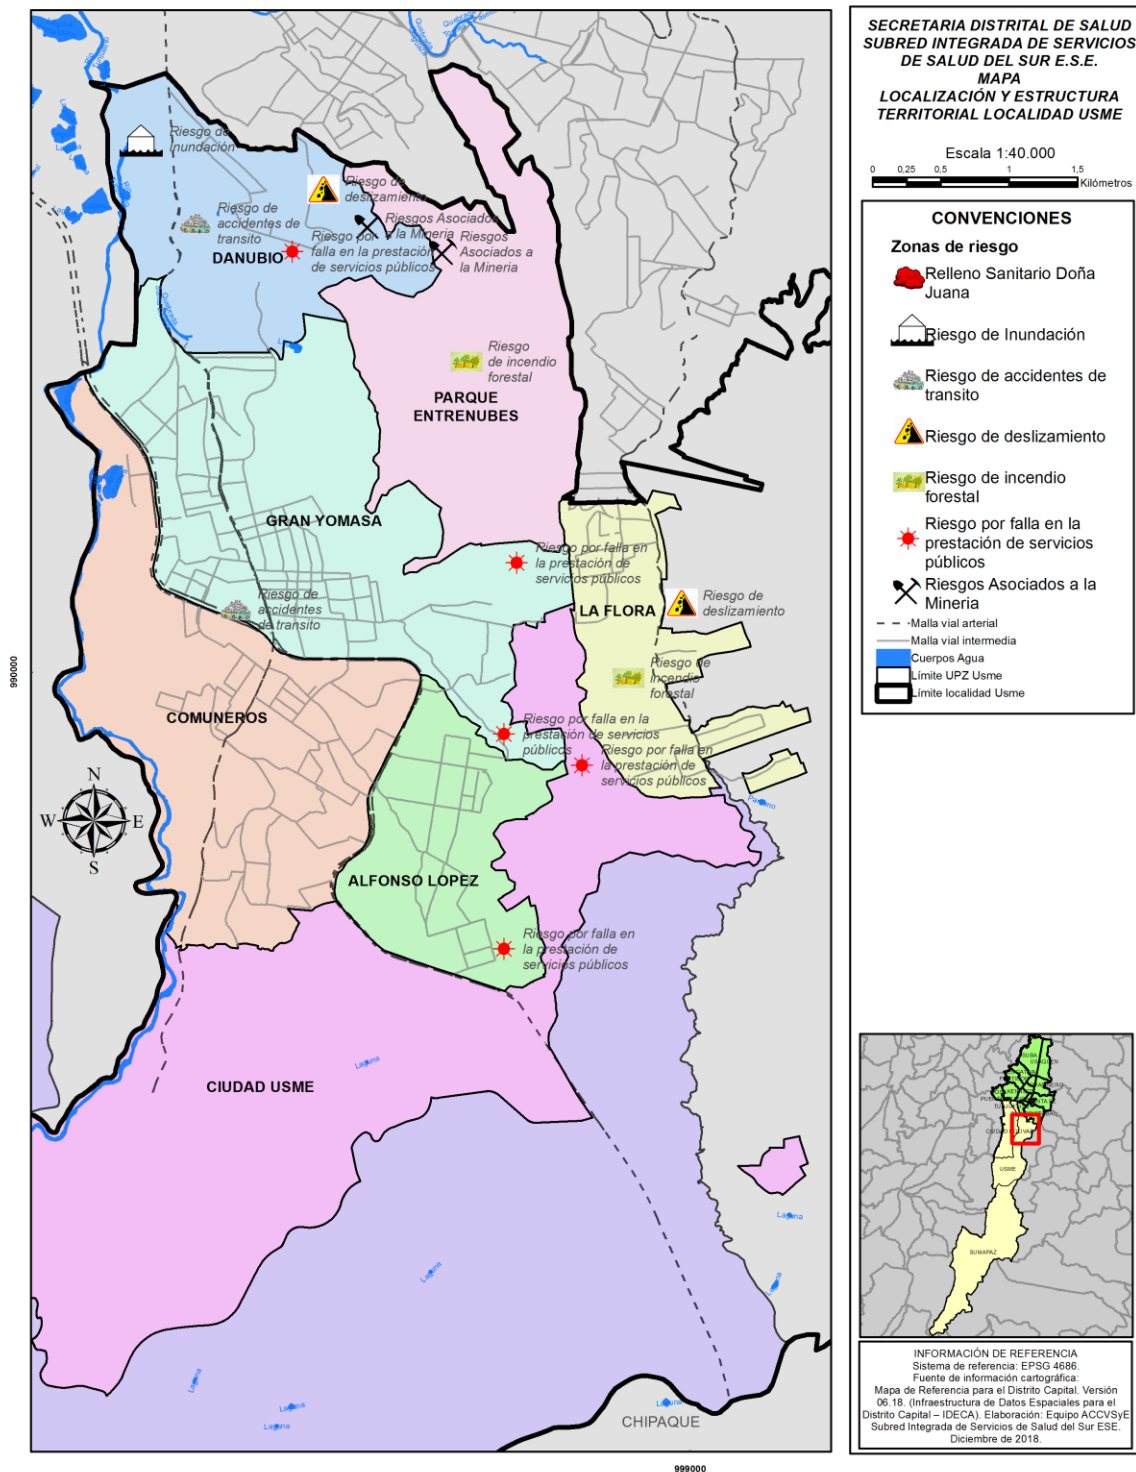 SECRETARIA DISTRITAL DE SALUD
SUBRED INTEGRADA DE SERVICIOS
DE SALUD DEL SUR E.S.E.
MAPA
LOCALIZACIÓN Y ESTRUCTURA
TERRITORIAL LOCALIDAD USME
Escala 1:40.000
0 0,25 0,5 1 1,5
Kilómetros
CONVENCIONES
Zonas de riesgo
Relleno Sanitario Doña
Juana
Riesgo de Inundación
Riesgo de accidentes de
transito
Riesgo de deslizamiento
Riesgo de incendio
forestal
Riesgo por falla en la
prestación de servicios
públicos
Riesgos Asociados a la
Mineria
Malla vial arterial
Malla vial intermedia
Cuerpos Agua
Límite UPZ Usme
Límite localidad Usme
Riesgo de
Inundación
Riesgo de
deslizamiento
Riesgo de
accidentes de
transito
Riesgos Asociados
a la Mineria
Riesgos
Asociados a
la Mineria
Riesgo por
falla en la prestación
de servicios públicos
DANUBIO
Riesgo
de incendio
forestal
PARQUE
ENTRENUBES
GRAN YOMASA
Riesgo por falla en
la prestación de
servicios públicos
LA FLORA
Riesgo de
deslizamiento
Riesgo de
accidentes
de transito
Riesgo de
incendio
forestal
COMUNEROS
Riesgo por falla en la
prestación de servicios
públicos
Riesgo por falla en
la prestación de
servicios públicos
N
W E
S
ALFONSO LOPEZ
Riesgo por falla en
la prestación de
servicios públicos
CIUDAD USME
Laguna
Laguna
Laguna
Laguna
Laguna
Laguna
Laguna
Laguna
CHIPAQUE
990000
999000
USME
SUMAPAZ
INFORMACIÓN DE REFERENCIA
Sistema de referencia: EPSG 4686.
Fuente de información cartográfica:
Mapa de Referencia para el Distrito Capital. Versión
06.18. (Infraestructura de Datos Espaciales para el
Distrito Capital – IDECA). Elaboración: Equipo ACCVSyE
Subred Integrada de Servicios de Salud del Sur ESE.
Diciembre de 2018.